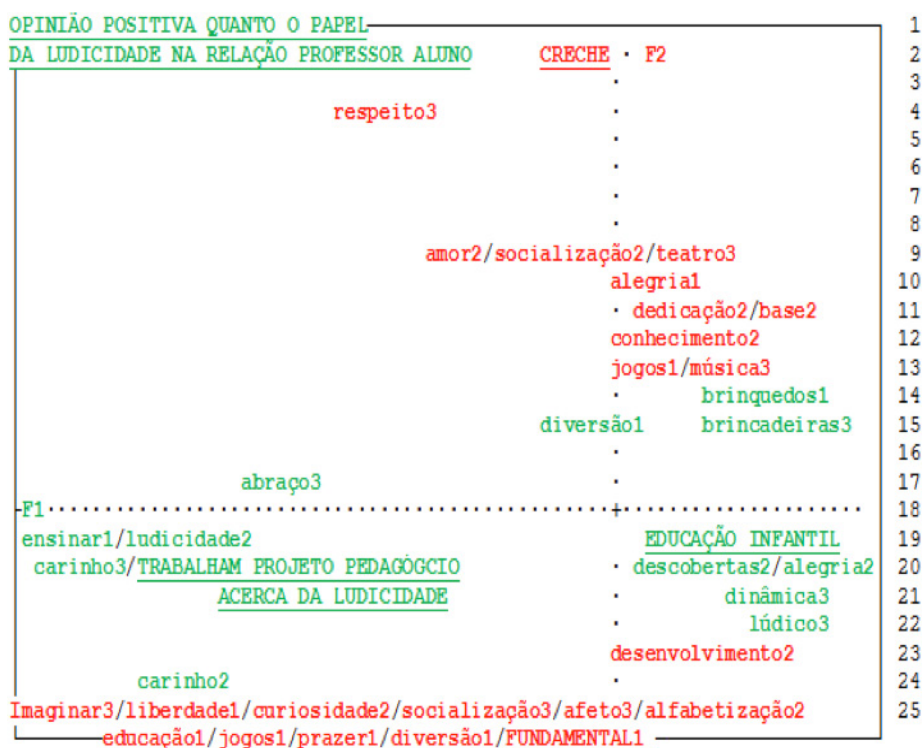 OPINIÃO POSITIVA QUANTO O PAPEL 1
DA LUDICIDADE NA RELAÇÃO PROFESSOR ALUNO CRECHE · F2 2
3
respeito3 4
5
6
7
8
amor2/socialização2/teatro3 9
alegria1 10
· dedicação2/base2 11
conhecimento2 12
jogos1/música3 13
brinquedos1 14
diversão1 brincadeiras3 15
16
abraço3 17
-F1 + 18
ensinar1/ludicidade2 EDUCAÇÃO INFANTIL 19
carinho3/TRABALHAM PROJETO PEDAGÓGCIO · descobertas2/alegria2 20
ACERCA DA LUDICIDADE dinâmica3 21
lúdico3 22
desenvolvimento2 23
carinho2 24
Imaginar3/liberdade1/curiosidade2/socialização3/afeto3/alfabetização2 25
educação1/jogos1/prazer1/diversão1/FUNDAMENTAL1